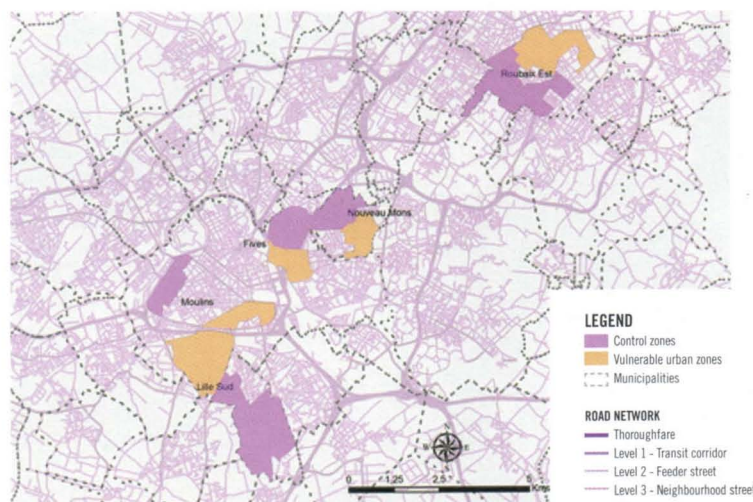 Roubaix Est
Nouveau Mons
Fives
Moulins
Lille Sud
LEGEND
Control zones
Vulnerable urban zones
Municipalities
ROAD NETWORK
Thoroughfare
Level 1 - Transit corridor
Level 2 - Feeder street
Level 3 - Neighbourhood stree
E
0 1,25 2,5 5
Kms